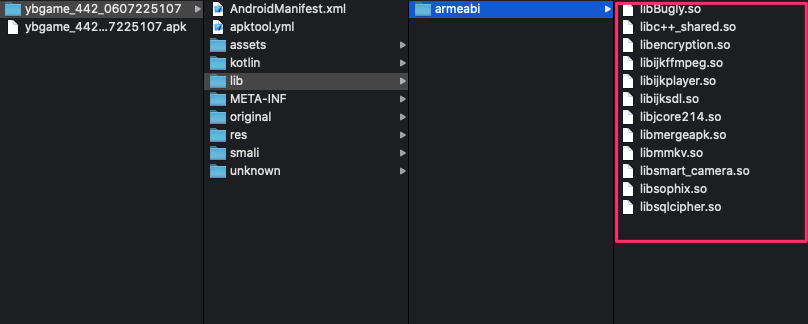 ybgame_442_0607225107
ybgame_442...7225107.apk
AndroidManifest.xml
apktool.yml
assets
kotlin
lib
META-INF
original
res
smali
unknown
armeabi
libBugly.so
libc++_shared.so
libencryption.so
libijkffmpeg.so
libijkplayer.so
libijksdl.so
libjcore214.so
libmergeapk.so
libmmkv.so
libsmart_camera.so
libsophix.so
libsqlcipher.so